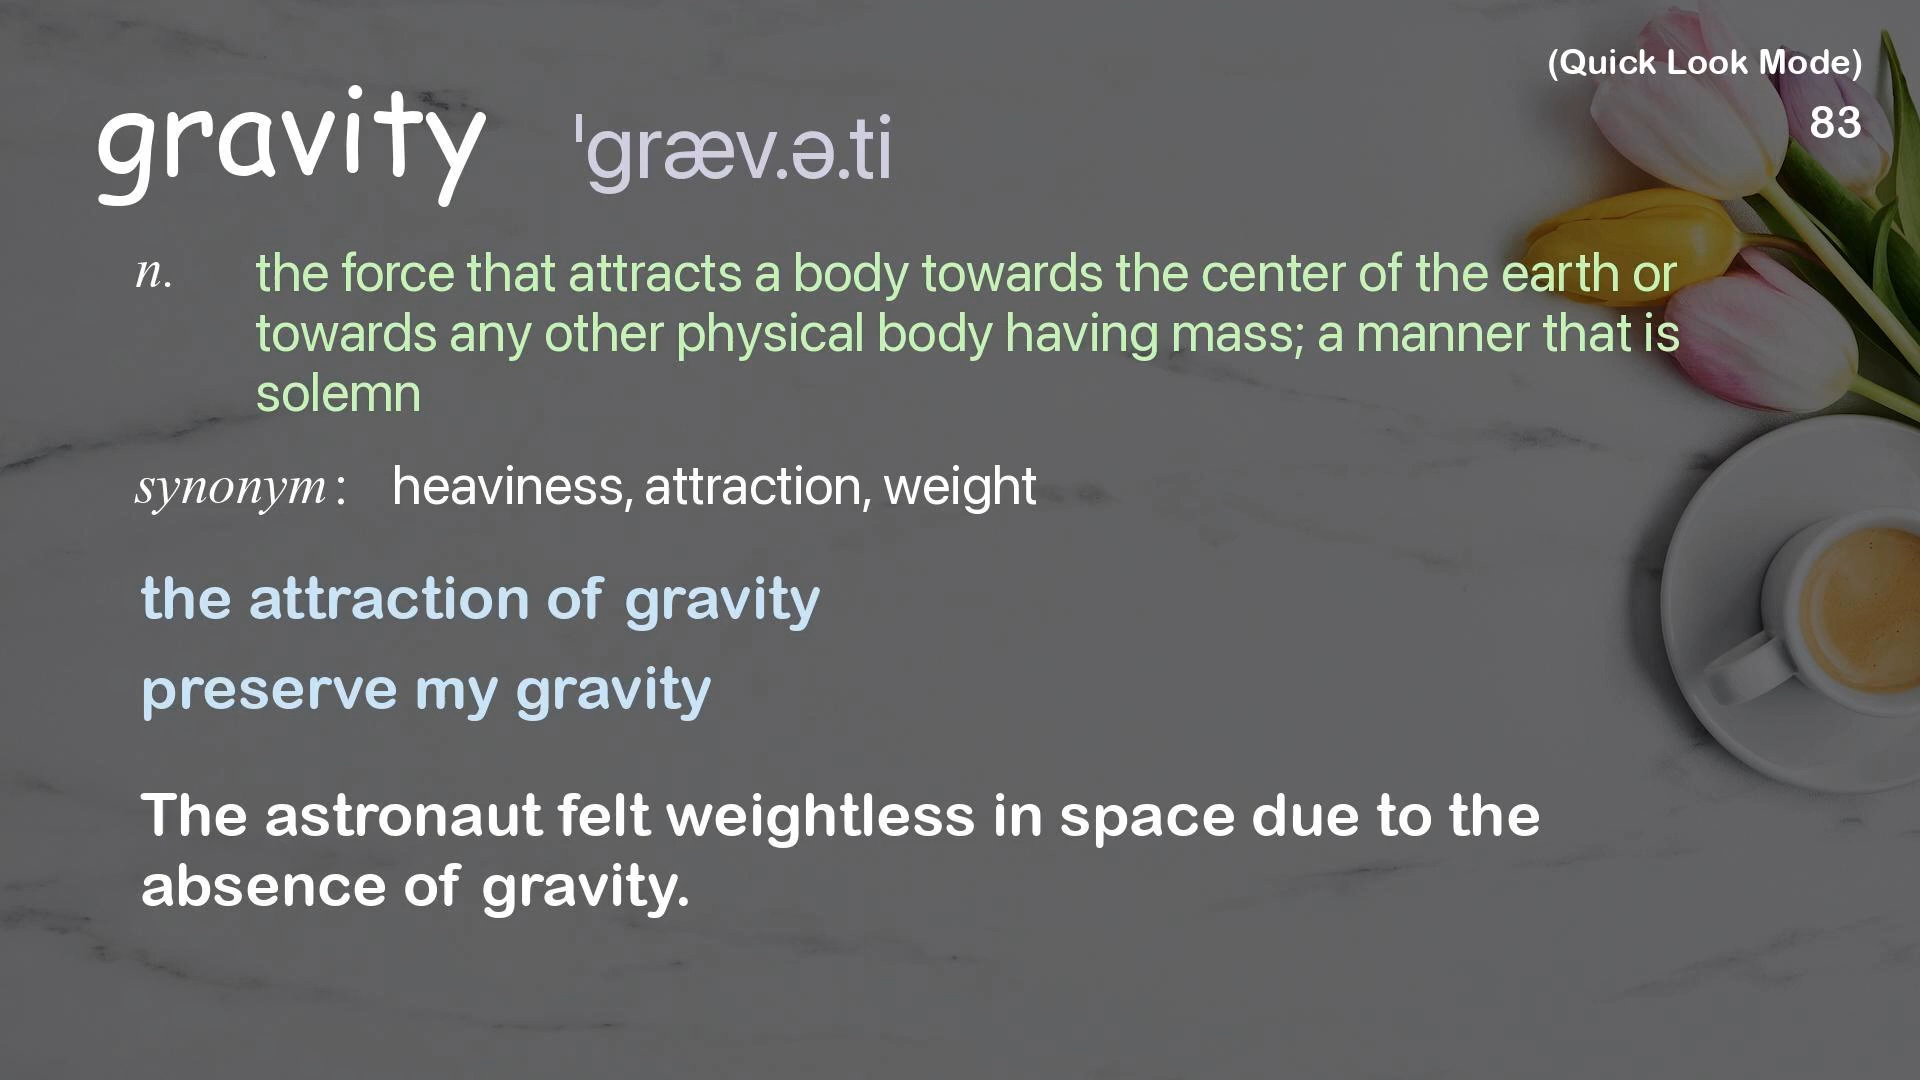 (Quick Look Mode)
83
gravity ˈgræv.ə.ti
n. the force that attracts a body towards the center of the earth or
towards any other physical body having mass; a manner that is
solemn
synonym: heaviness, attraction, weight
the attraction of gravity
preserve my gravity
The astronaut felt weightless in space due to the
absence of gravity.